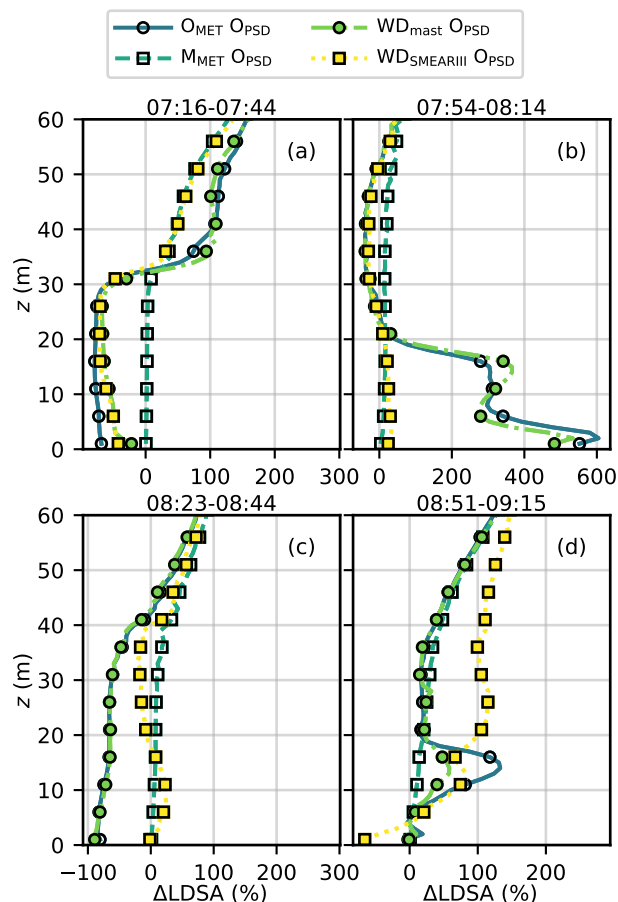 O_MET O_PSD WD_mast O_PSD
M_MET O_PSD WD_SMEARIII O_PSD
07:16-07:44 07:54-08:14
60 (a) (b)
50
40
z (m) 30
20
10
0
0 100 200 300 0 200 400 600
08:23-08:44 08:51-09:15
60 (c) (d)
50
40
z (m) 30
20
10
0
−100 0 100 200 300 0 100 200
ΔLDSA (%) ΔLDSA (%)